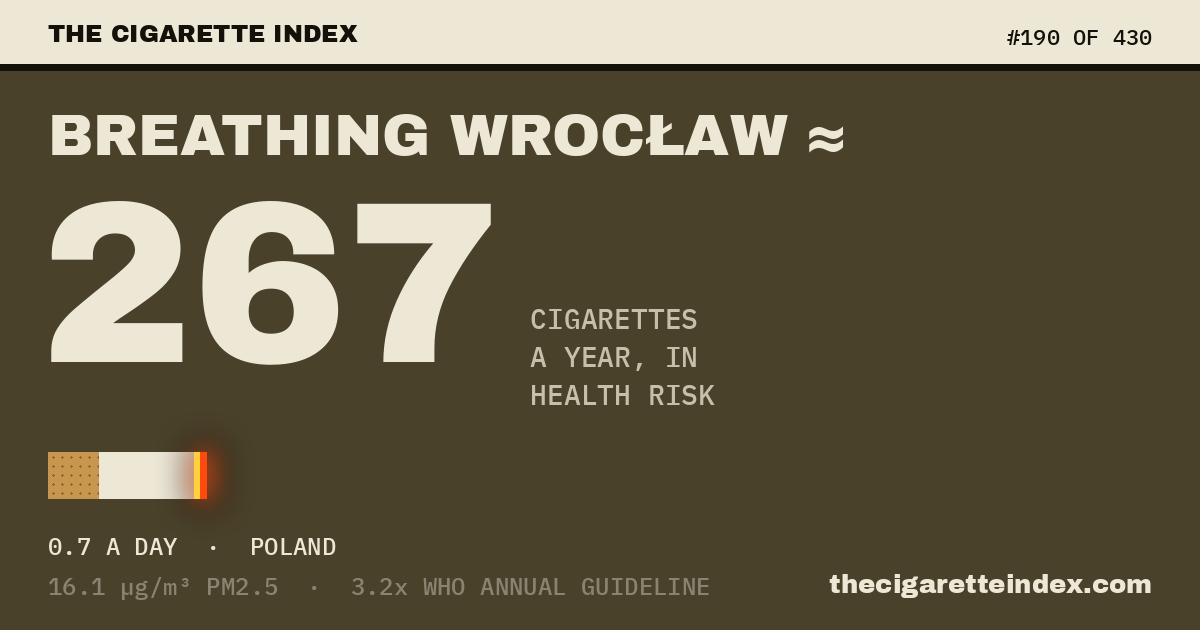 THE CIGARETTE INDEX
#190 OF 430
BREATHING WROCŁAW ≈
267
CIGARETTES
A YEAR, IN
HEALTH RISK
0.7 A DAY · POLAND
16.1 µg/m³ PM2.5 · 3.2x WHO ANNUAL GUIDELINE
thecigaretteindex.com